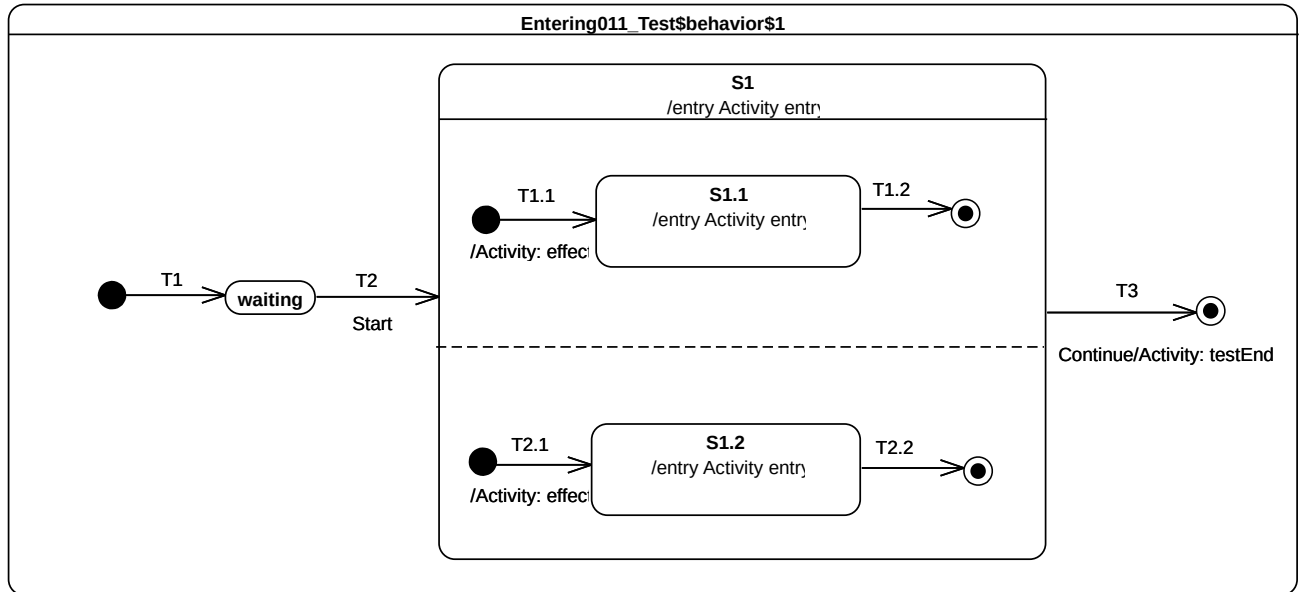 Entering011_Test$behavior$1
S1
/entry Activity entry
T1.1
S1.1
/entry Activity entry
T1.2
/Activity: effect
T1
waiting
T2
Start
T3
Continue/Activity: testEnd
T2.1
S1.2
/entry Activity entry
T2.2
/Activity: effect